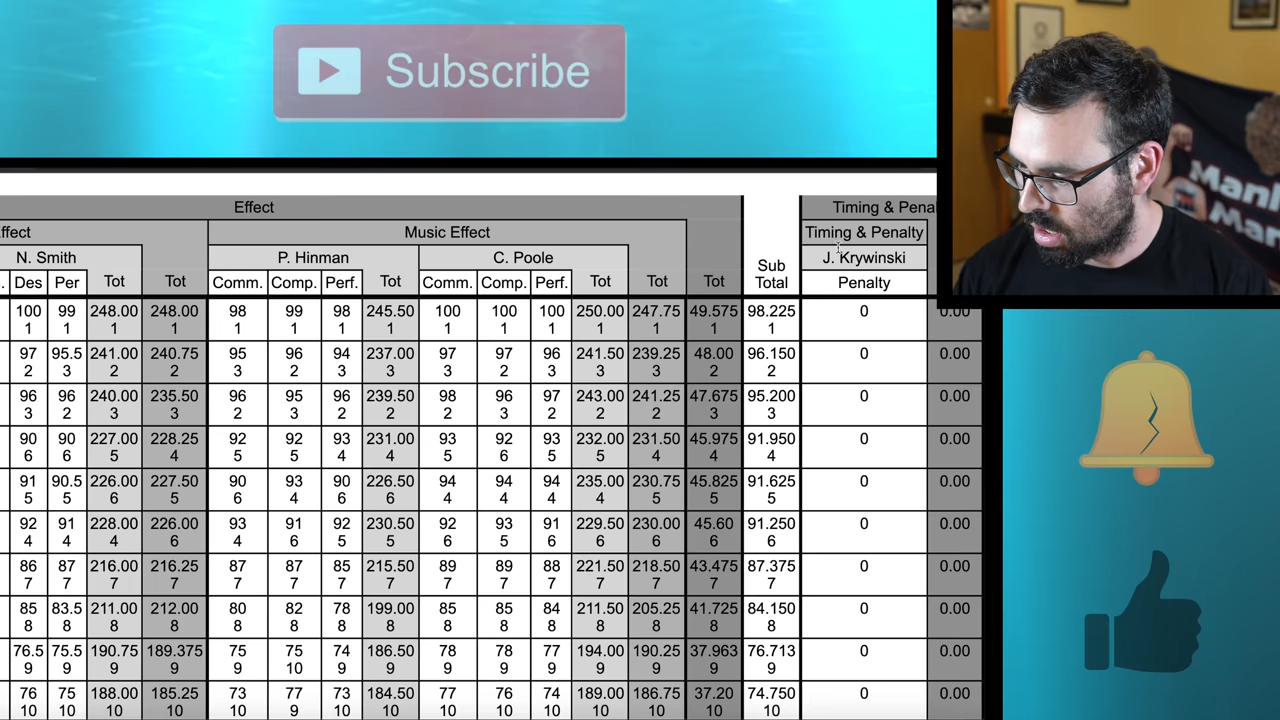 Subscribe
Effect
Timing & Penal
ffect
Music Effect
Timing & Penalty
N. Smith
P. Hinman
C. Poole
J. Krywinski
Des Per Tot Tot Comm. Comp. Perf. Tot Comm. Comp. Perf. Tot Tot Tot Sub Total Penalty
100 99 248.00 248.00 98 99 98 245.50 100 100 100 250.00 247.75 49.575 98.225 0 0.00
1 1 1 1 1 1 1 1 1 1 1 1 1 1 1
97 95.5 241.00 240.75 95 96 94 237.00 97 97 96 241.50 239.25 48.00 96.150 0 0.00
2 3 2 2 3 2 3 3 3 2 3 3 3 2 2
96 96 240.00 235.50 96 95 96 239.50 98 96 97 243.00 241.25 47.675 95.200 0 0.00
3 2 3 3 2 3 2 2 2 3 2 2 2 3 3
90 90 227.00 228.25 92 92 93 231.00 93 92 93 232.00 231.50 45.975 91.950 0 0.00
6 6 5 4 5 5 4 4 5 6 5 5 4 4 4
91 90.5 226.00 227.50 90 93 90 226.50 94 94 94 235.00 230.75 45.825 91.625 0 0.00
5 5 6 5 6 4 6 6 4 4 4 4 5 5 5
92 91 228.00 226.00 93 91 92 230.50 92 93 91 229.50 230.00 45.60 91.250 0 0.00
4 4 4 6 4 6 5 5 6 5 6 6 6 6 6
86 87 216.00 216.25 87 87 85 215.50 89 89 88 221.50 218.50 43.475 87.375 0 0.00
7 7 7 7 7 7 7 7 7 7 7 7 7 7 7
85 83.5 211.00 212.00 80 82 78 199.00 85 85 84 211.50 205.25 41.725 84.150 0 0.00
8 8 8 8 8 8 8 8 8 8 8 8 8 8 8
76.5 75.5 190.75 189.375 75 75 74 186.50 78 78 77 194.00 190.25 37.963 76.713 0 0.00
9 9 9 9 9 10 9 9 9 9 9 9 9 9 9
76 75 188.00 185.25 73 77 73 184.50 77 76 74 189.00 186.75 37.20 74.750 0 0.00
10 10 10 10 10 9 10 10 10 10 10 10 10 10 10